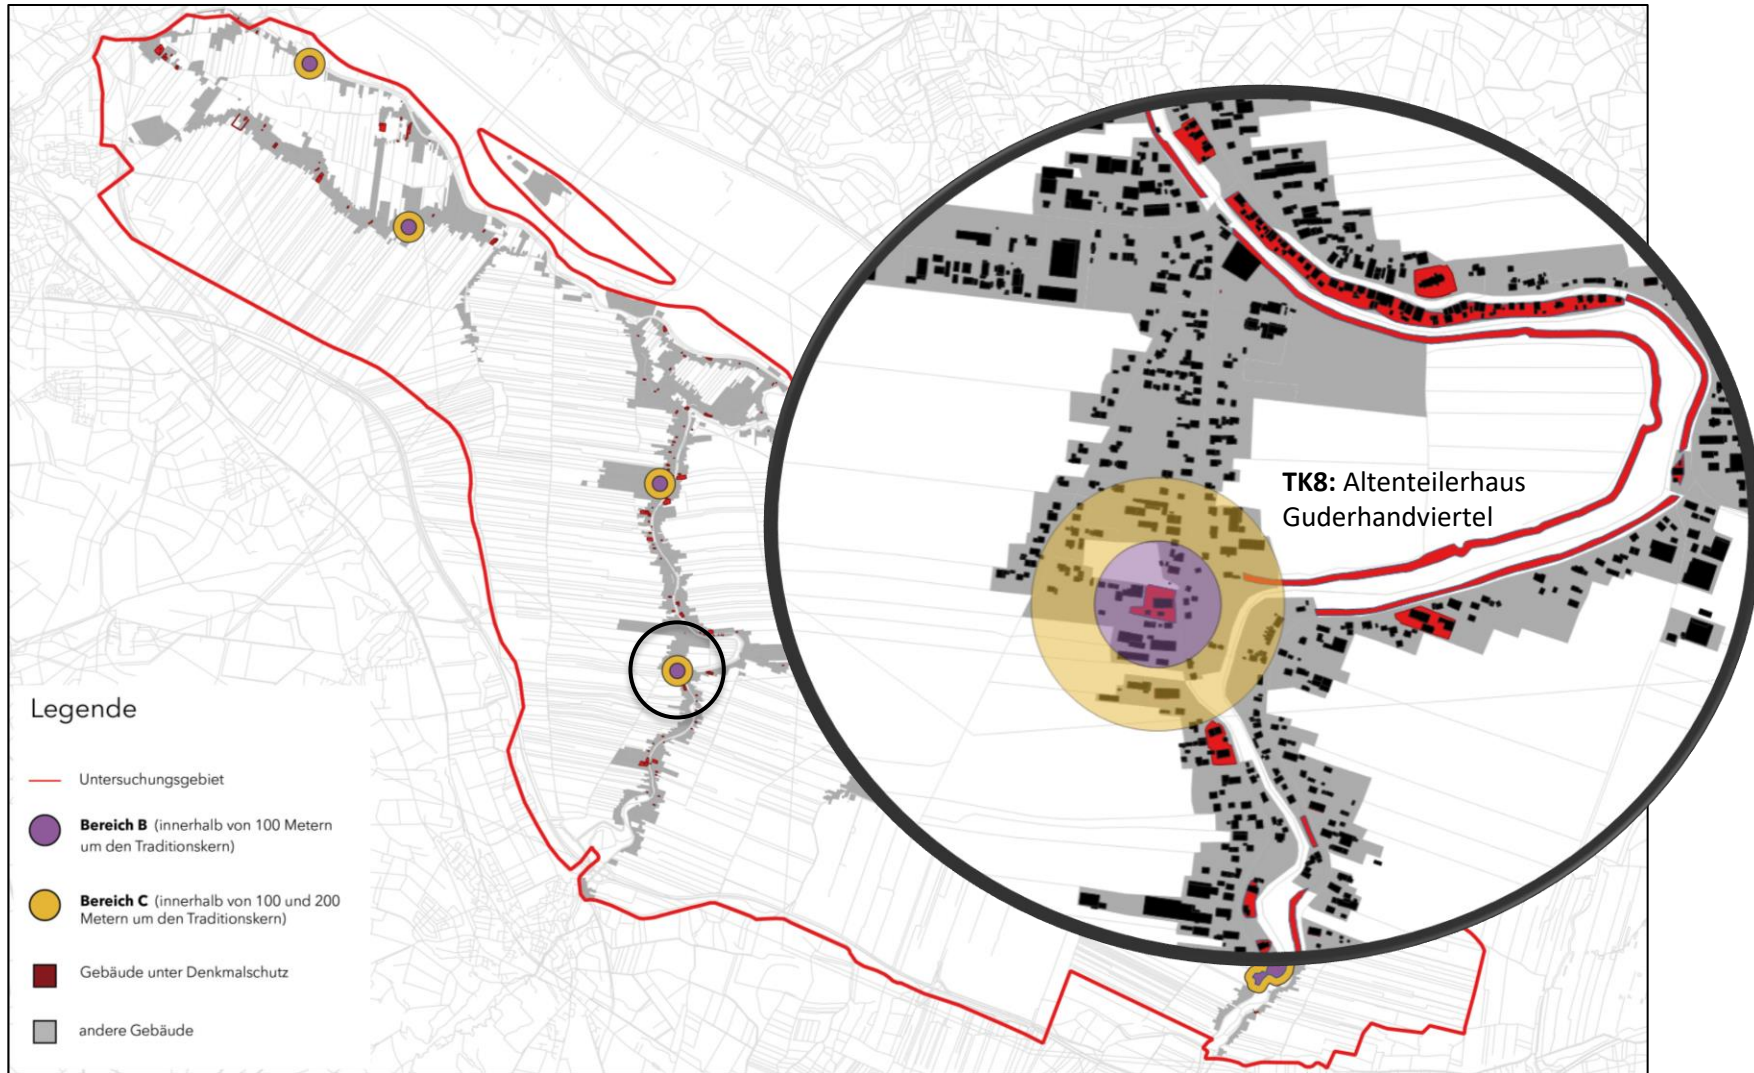 TK8: Altenteilerhaus
Guderhandviertel
Legende
Untersuchungsgebiet
Bereich B (innerhalb von 100 Metern
um den Traditionskern)
Bereich C (innerhalb von 100 und 200
Metern um den Traditionskern)
Gebäude unter Denkmalschutz
andere Gebäude